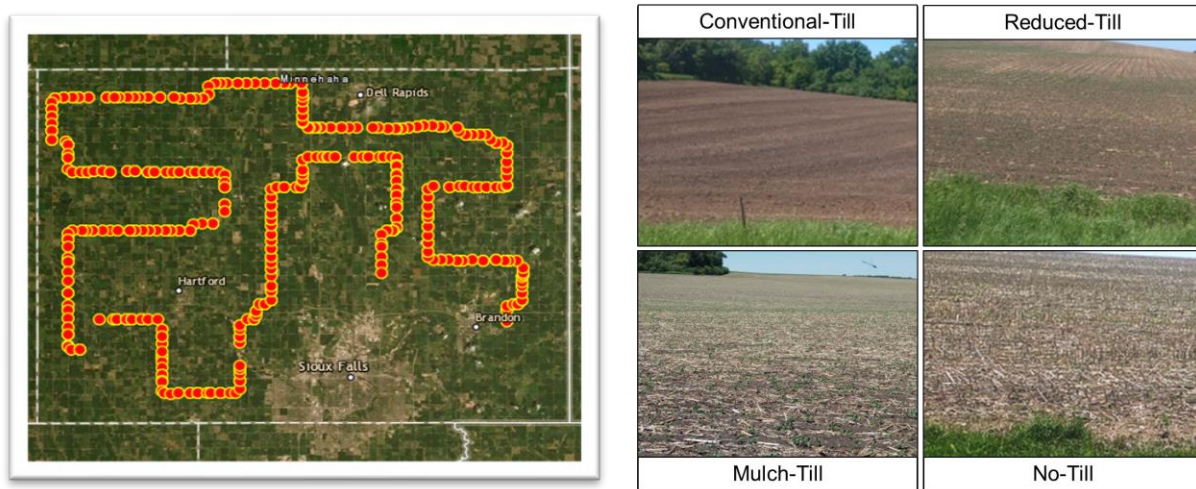 Minnehaha
Dell Rapids
Hartford
Brandon
Sioux Falls
Conventional-Till
Reduced-Till
Mulch-Till
No-Till